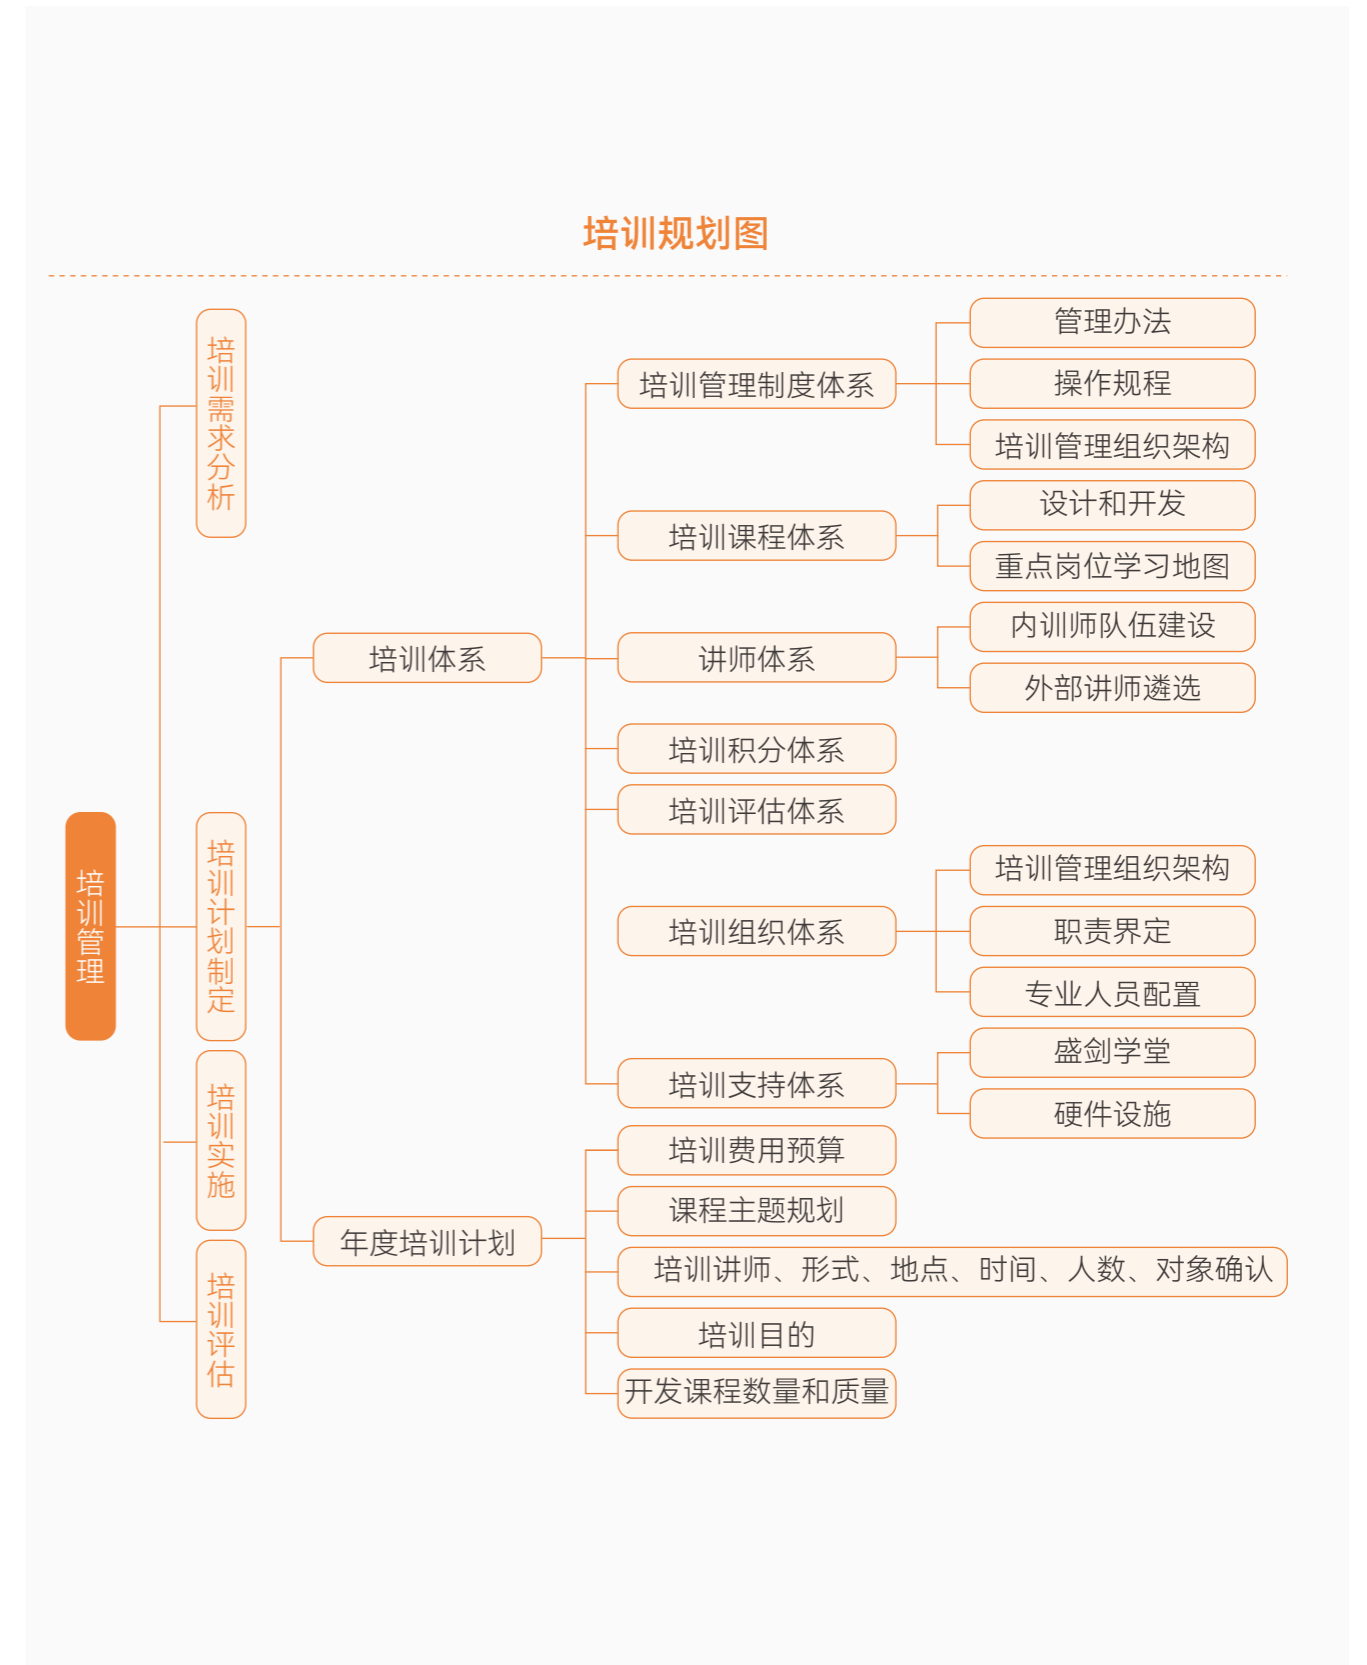 培训规划图
培训管理
培训需求分析
培训计划制定
培训实施
培训评估
培训体系
年度培训计划
培训管理制度体系
管理办法
操作规程
培训管理组织架构
培训课程体系
设计和开发
重点岗位学习地图
讲师体系
内训师队伍建设
外部讲师遴选
培训积分体系
培训评估体系
培训组织体系
培训管理组织架构
职责界定
专业人员配置
培训支持体系
盛剑学堂
硬件设施
培训费用预算
课程主题规划
培训讲师、形式、地点、时间、人数、对象确认
培训目的
开发课程数量和质量